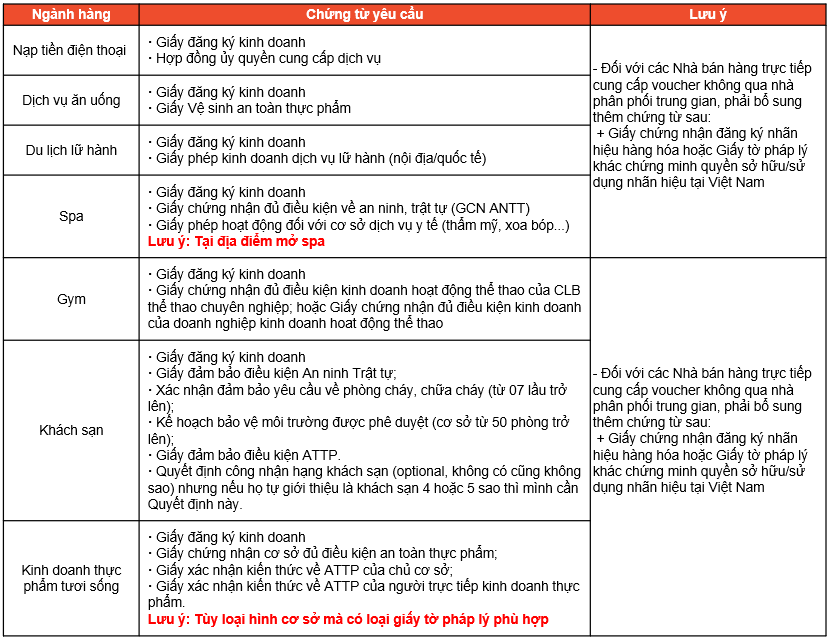 Ngành hàng
Chứng từ yêu cầu
Lưu ý
Nạp tiền điện thoại
· Giấy đăng ký kinh doanh
· Hợp đồng ủy quyền cung cấp dịch vụ
Dịch vụ ăn uống
· Giấy đăng ký kinh doanh
· Giấy Vệ sinh an toàn thực phẩm
Du lịch lữ hành
· Giấy đăng ký kinh doanh
· Giấy phép kinh doanh dịch vụ lữ hành (nội địa/quốc tế)
Spa
· Giấy đăng ký kinh doanh
· Giấy chứng nhận đủ điều kiện về an ninh, trật tự (GCN ANTT)
· Giấy phép hoạt động đối với cơ sở dịch vụ y tế (thẩm mỹ, xoa bóp...)
Lưu ý: Tại địa điểm mở spa
- Đối với các Nhà bán hàng trực tiếp
cung cấp voucher không qua nhà
phân phối trung gian, phải bổ sung
thêm chứng từ sau:
+ Giấy chứng nhận đăng ký nhãn
hiệu hàng hóa hoặc Giấy tờ pháp lý
khác chứng minh quyền sở hữu/sử
dụng nhãn hiệu tại Việt Nam
Gym
· Giấy đăng ký kinh doanh
· Giấy chứng nhận đủ điều kiện kinh doanh hoạt động thể thao của CLB
thể thao chuyên nghiệp; hoặc Giấy chứng nhận đủ điều kiện kinh doanh
của doanh nghiệp kinh doanh hoat động thể thao
Khách sạn
· Giấy đăng ký kinh doanh
· Giấy đảm bảo điều kiện An ninh Trật tự;
· Xác nhận đảm bảo yêu cầu về phòng cháy, chữa cháy (từ 07 lầu trở
lên);
· Kế hoạch bảo vệ môi trường được phê duyệt (cơ sở từ 50 phòng trở
lên);
· Giấy đảm bảo điều kiện ATTP.
· Quyết định công nhận hạng khách sạn (optional, không có cũng không
sao) nhưng nếu họ tự giới thiệu là khách sạn 4 hoặc 5 sao thì mình cần
Quyết định này.
Kinh doanh thực
phẩm tươi sống
· Giấy đăng ký kinh doanh
· Giấy chứng nhận cơ sở đủ điều kiện an toàn thực phẩm;
· Giấy xác nhận kiến thức về ATTP của chủ cơ sở;
· Giấy xác nhận kiến thức về ATTP của người trực tiếp kinh doanh thực
phẩm.
Lưu ý: Tùy loại hình cơ sở mà có loại giấy tờ pháp lý phù hợp
- Đối với các Nhà bán hàng trực tiếp
cung cấp voucher không qua nhà
phân phối trung gian, phải bổ sung
thêm chứng từ sau:
+ Giấy chứng nhận đăng ký nhãn
hiệu hàng hóa hoặc Giấy tờ pháp lý
khác chứng minh quyền sở hữu/sử
dụng nhãn hiệu tại Việt Nam